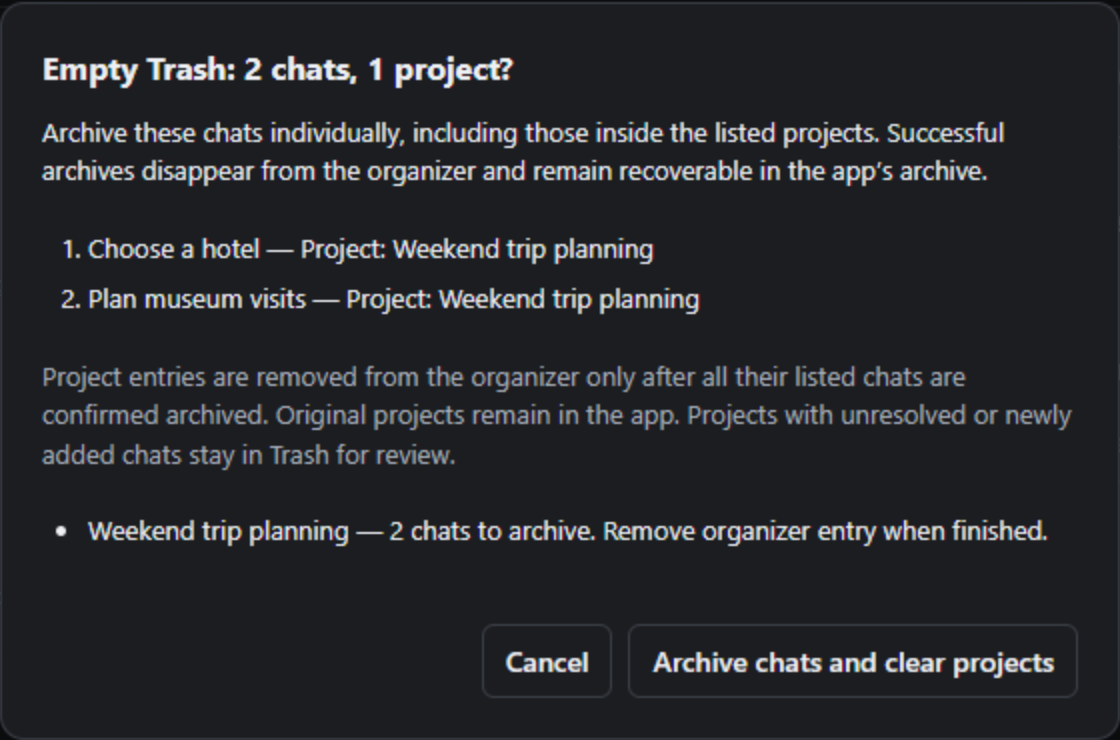 Empty Trash: 2 chats, 1 project?
Archive these chats individually, including those inside the listed projects. Successful
archives disappear from the organizer and remain recoverable in the app’s archive.
1. Choose a hotel — Project: Weekend trip planning
2. Plan museum visits — Project: Weekend trip planning
Project entries are removed from the organizer only after all their listed chats are
confirmed archived. Original projects remain in the app. Projects with unresolved or newly
added chats stay in Trash for review.
• Weekend trip planning — 2 chats to archive. Remove organizer entry when finished.
Cancel
Archive chats and clear projects